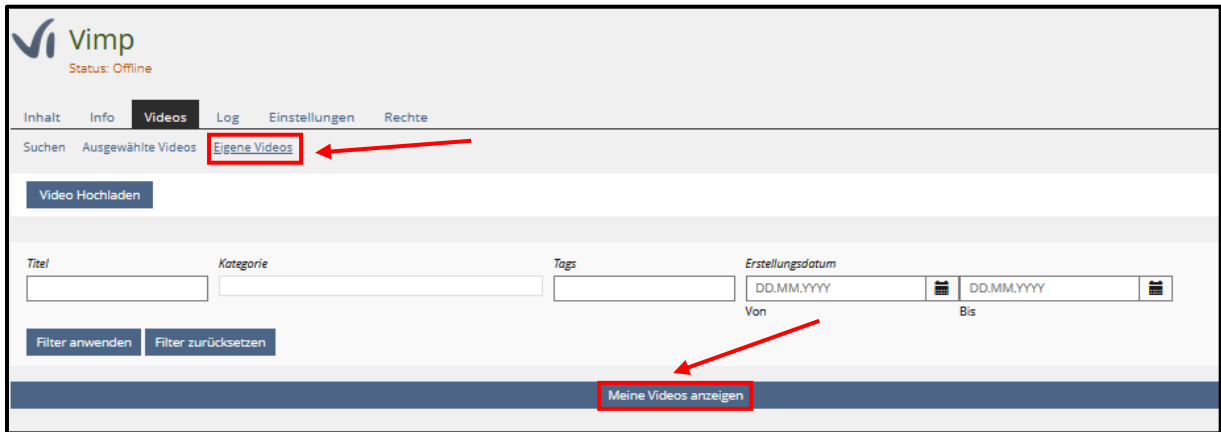 Vimp
Status: Offline
Inhalt Info Videos Log Einstellungen Rechte
Suchen Ausgewählte Videos Eigene Videos
Video Hochladen
Titel Kategorie Tags Erstellungsdatum
DD.MM.YYYY DD.MM.YYYY
Von Bis
Filter anwenden Filter zurücksetzen
Meine Videos anzeigen